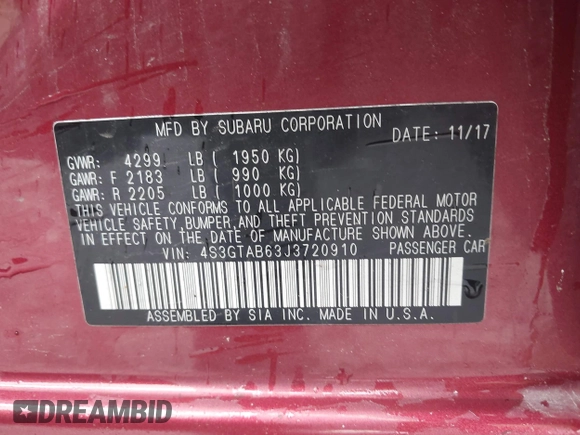 MFD BY SUBARU CORPORATION
DATE: 11/17
GVWR: 4299 LB ( 1950 KG)
GAWR: F 2183 LB ( 990 KG)
GAWR: R 2205 LB ( 1000 KG)
THIS VEHICLE CONFORMS TO ALL APPLICABLE FEDERAL MOTOR
VEHICLE SAFETY, BUMPER, AND THEFT PREVENTION STANDARDS
IN EFFECT ON THE DATE OF MANUFACTURE SHOWN ABOVE.
VIN: 4S3GTAB63J3720910 PASSENGER CAR
ASSEMBLED BY SIA INC. MADE IN U.S.A.
DREAMBID